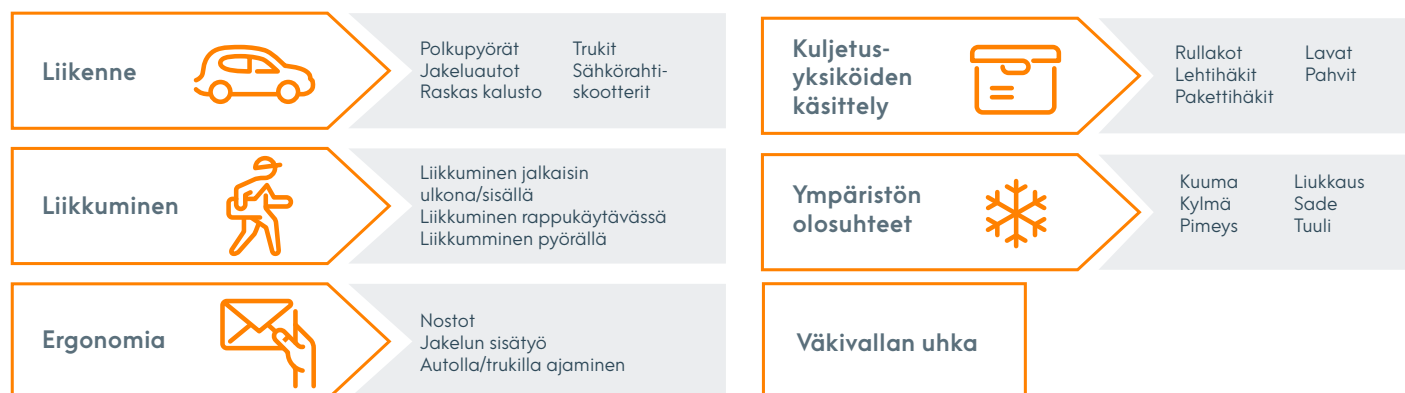 Liikenne
Polkupyörät
Jakeluautot
Raskas kalusto
Trukit
Sähkörahti-
skootterit
Liikkuminen
Liikkuminen jalkaisin
ulkona/sisällä
Liikkuminen rappukäytävässä
Liikkumminen pyörällä
Ergonomia
Nostot
Jakelun sisätyö
Autolla/trukilla ajaminen
Kuljetus-
yksiköiden
käsittely
Rullakot
Lehtihäkit
Pakettihäkit
Lavat
Pahvit
Ympäristön
olosuhteet
Kuuma
Kylmä
Pimeys
Liukkaus
Sade
Tuuli
Väkivallan uhka